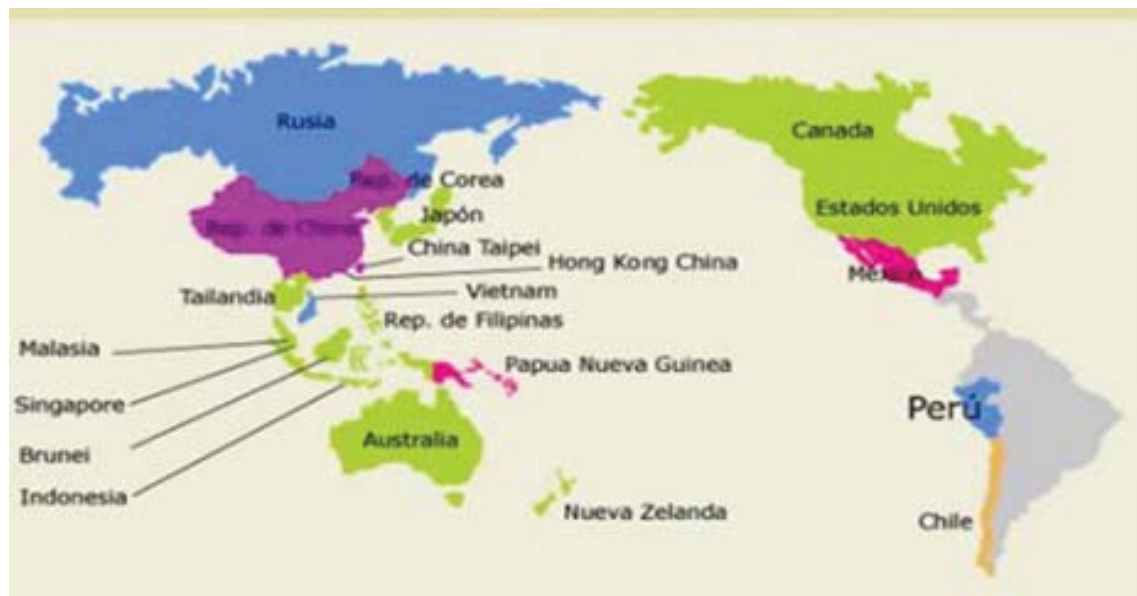 Rusia
Canada
Rep. de Corea
Estados Unidos
Japón
Rep. de China
China Taipei
Hong Kong China
México
Tailandia
Vietnam
Rep. de Filipinas
Malasia
Papua Nueva Guinea
Singapore
Perú
Australia
Brunei
Indonesia
Nueva Zelanda
Chile